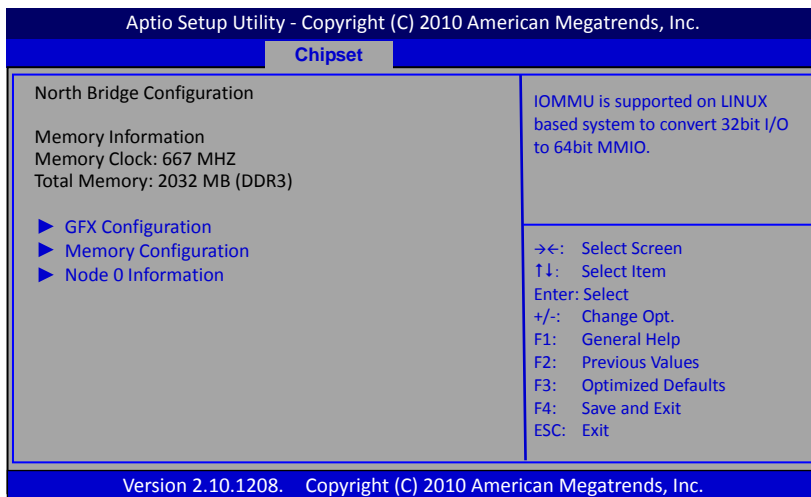 Aptio Setup Utility - Copyright (C) 2010 American Megatrends, Inc.
Chipset
North Bridge Configuration
Memory Information
Memory Clock: 667 MHZ
Total Memory: 2032 MB (DDR3)
► GFX Configuration
► Memory Configuration
► Node 0 Information
IOMMU is supported on LINUX
based system to convert 32bit I/O
to 64bit MMIO.
→←: Select Screen
↑↓: Select Item
Enter: Select
+/-: Change Opt.
F1: General Help
F2: Previous Values
F3: Optimized Defaults
F4: Save and Exit
ESC: Exit
Version 2.10.1208. Copyright (C) 2010 American Megatrends, Inc.